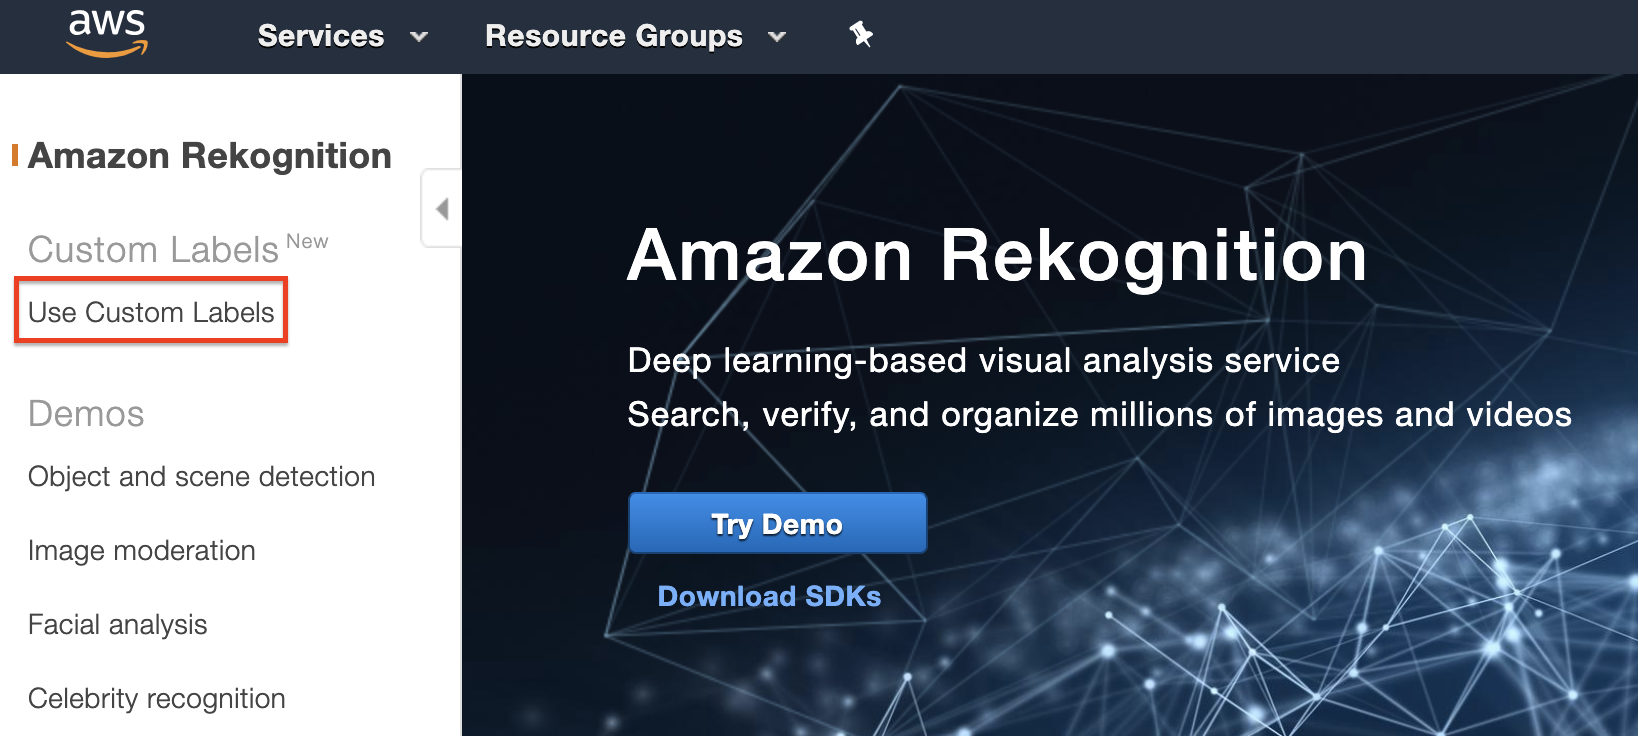 aws
Services
Resource Groups
Amazon Rekognition
Custom Labels New
Use Custom Labels
Demos
Object and scene detection
Image moderation
Facial analysis
Celebrity recognition
Amazon Rekognition
Deep learning-based visual analysis service
Search, verify, and organize millions of images and videos
Try Demo
Download SDKs